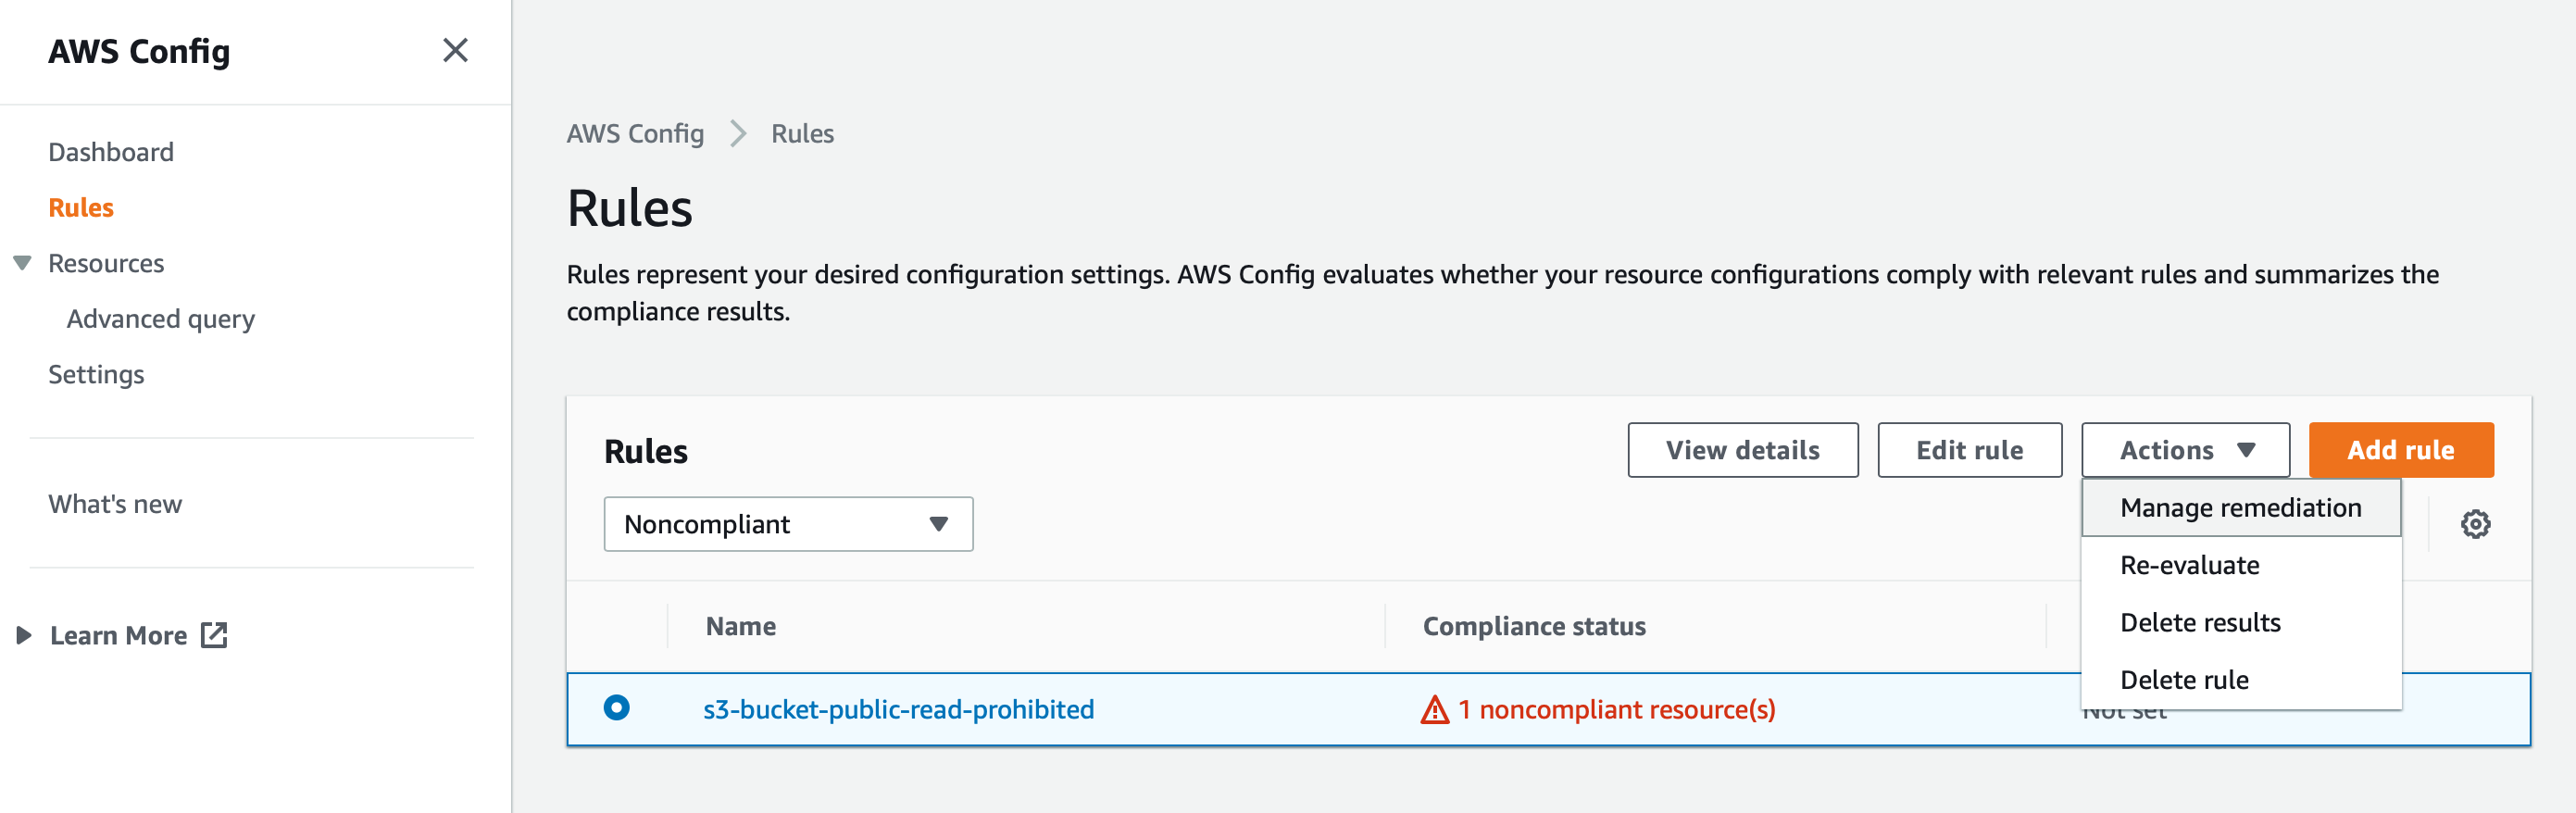 AWS Config
Dashboard
Rules
Resources
Advanced query
Settings
What's new
Learn More
AWS Config
Rules
Rules
Rules represent your desired configuration settings. AWS Config evaluates whether your resource configurations comply with relevant rules and summarizes the
compliance results.
Rules
View details
Edit rule
Actions
Add rule
Noncompliant
Manage remediation
Re-evaluate
Delete results
Delete rule
Name
Compliance status
s3-bucket-public-read-prohibited
1 noncompliant resource(s)
Not set